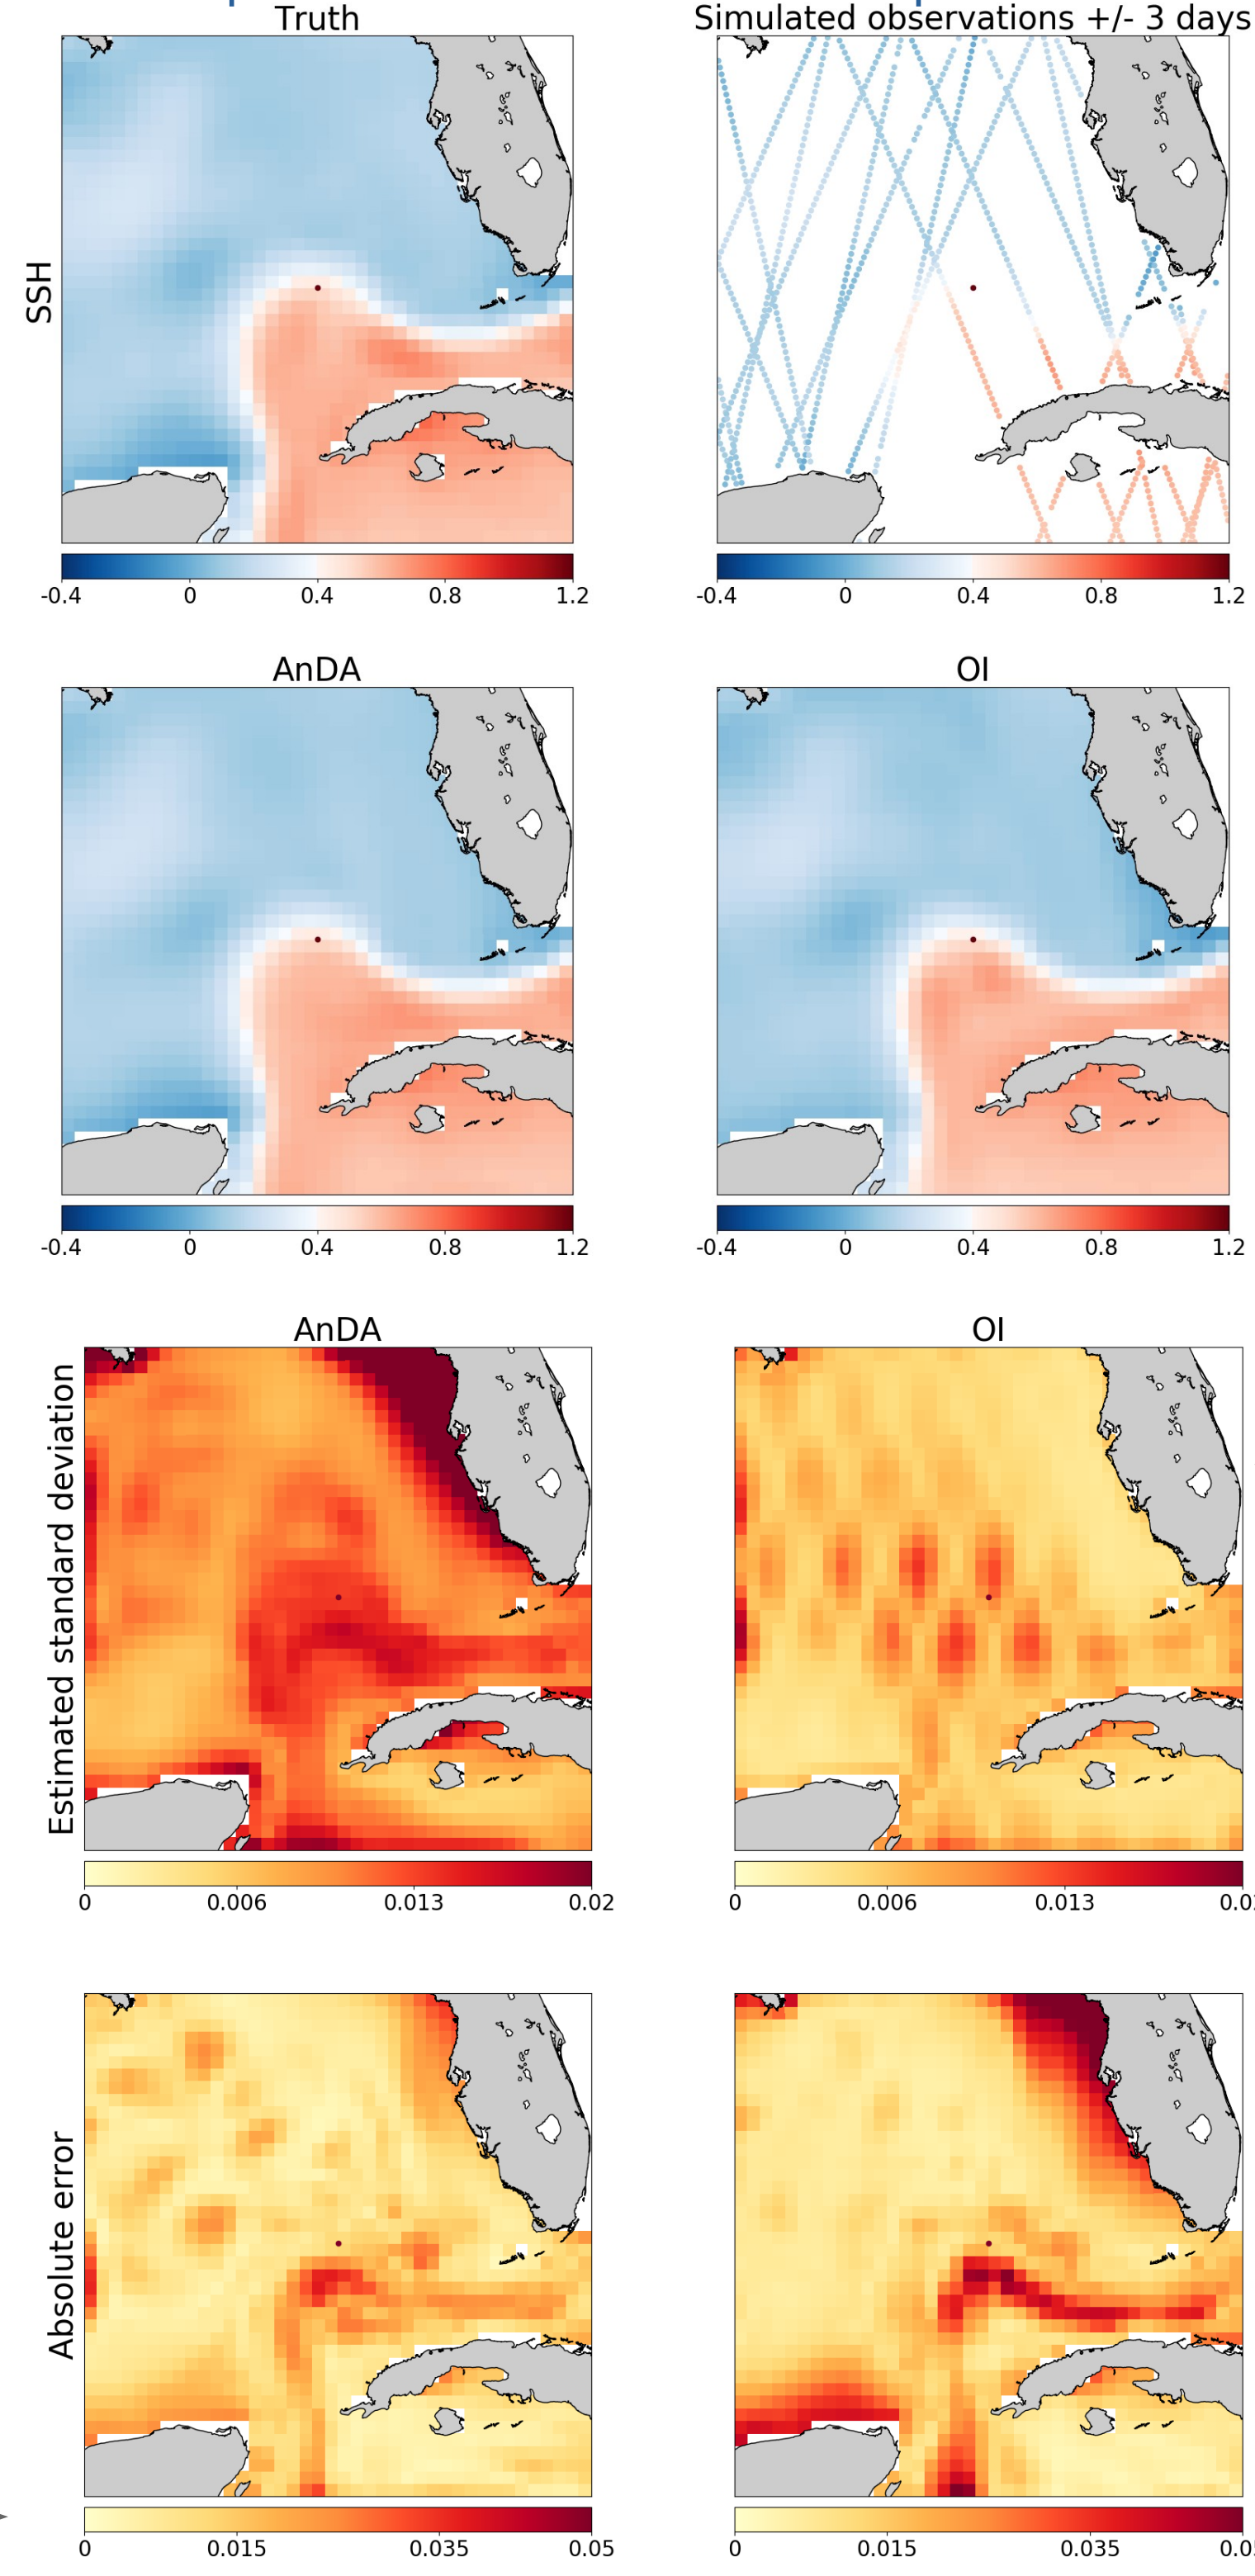 Truth
Simulated observations +/- 3 days
SSH
-0.4 0 0.4 0.8 1.2
-0.4 0 0.4 0.8 1.2
AnDA
OI
-0.4 0 0.4 0.8 1.2
-0.4 0 0.4 0.8 1.2
AnDA
OI
Estimated standard deviation
0 0.006 0.013 0.02
0 0.006 0.013
Absolute error
0 0.015 0.035 0.05
0 0.015 0.035